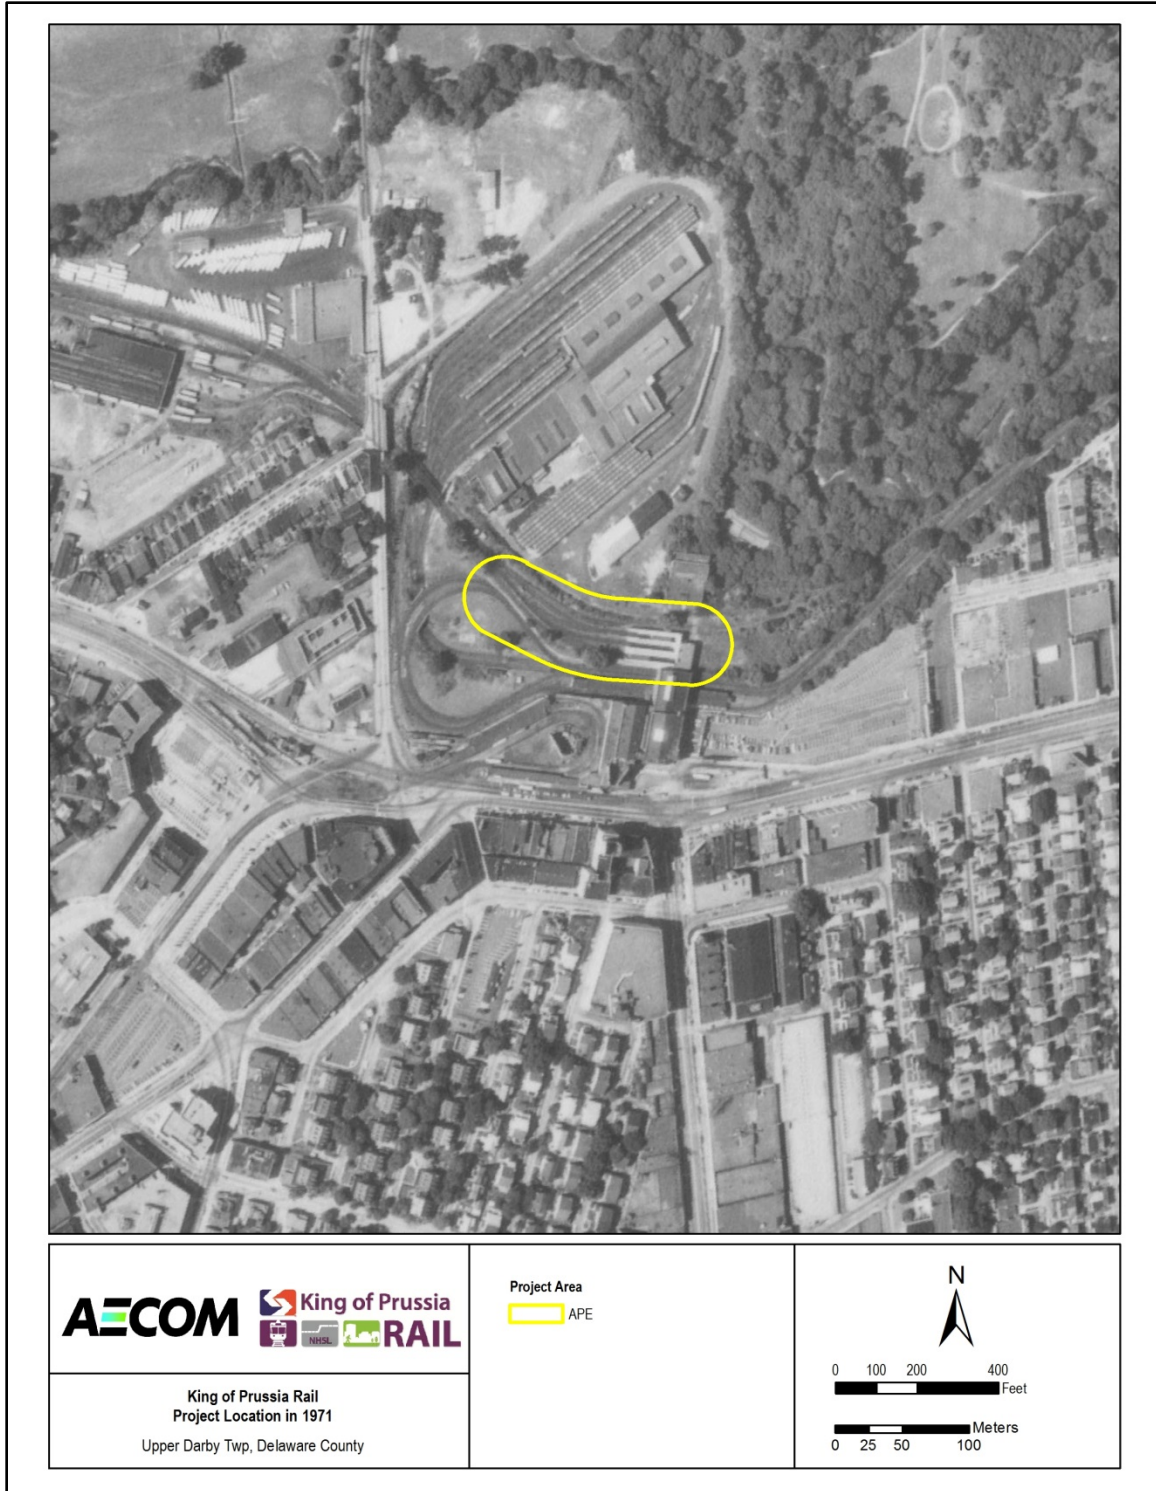 AECOM
King of Prussia
NHSL
RAIL
King of Prussia Rail
Project Location in 1971
Upper Darby Twp, Delaware County
Project Area
APE
N
0 100 200 400
Feet
Meters
0 25 50 100